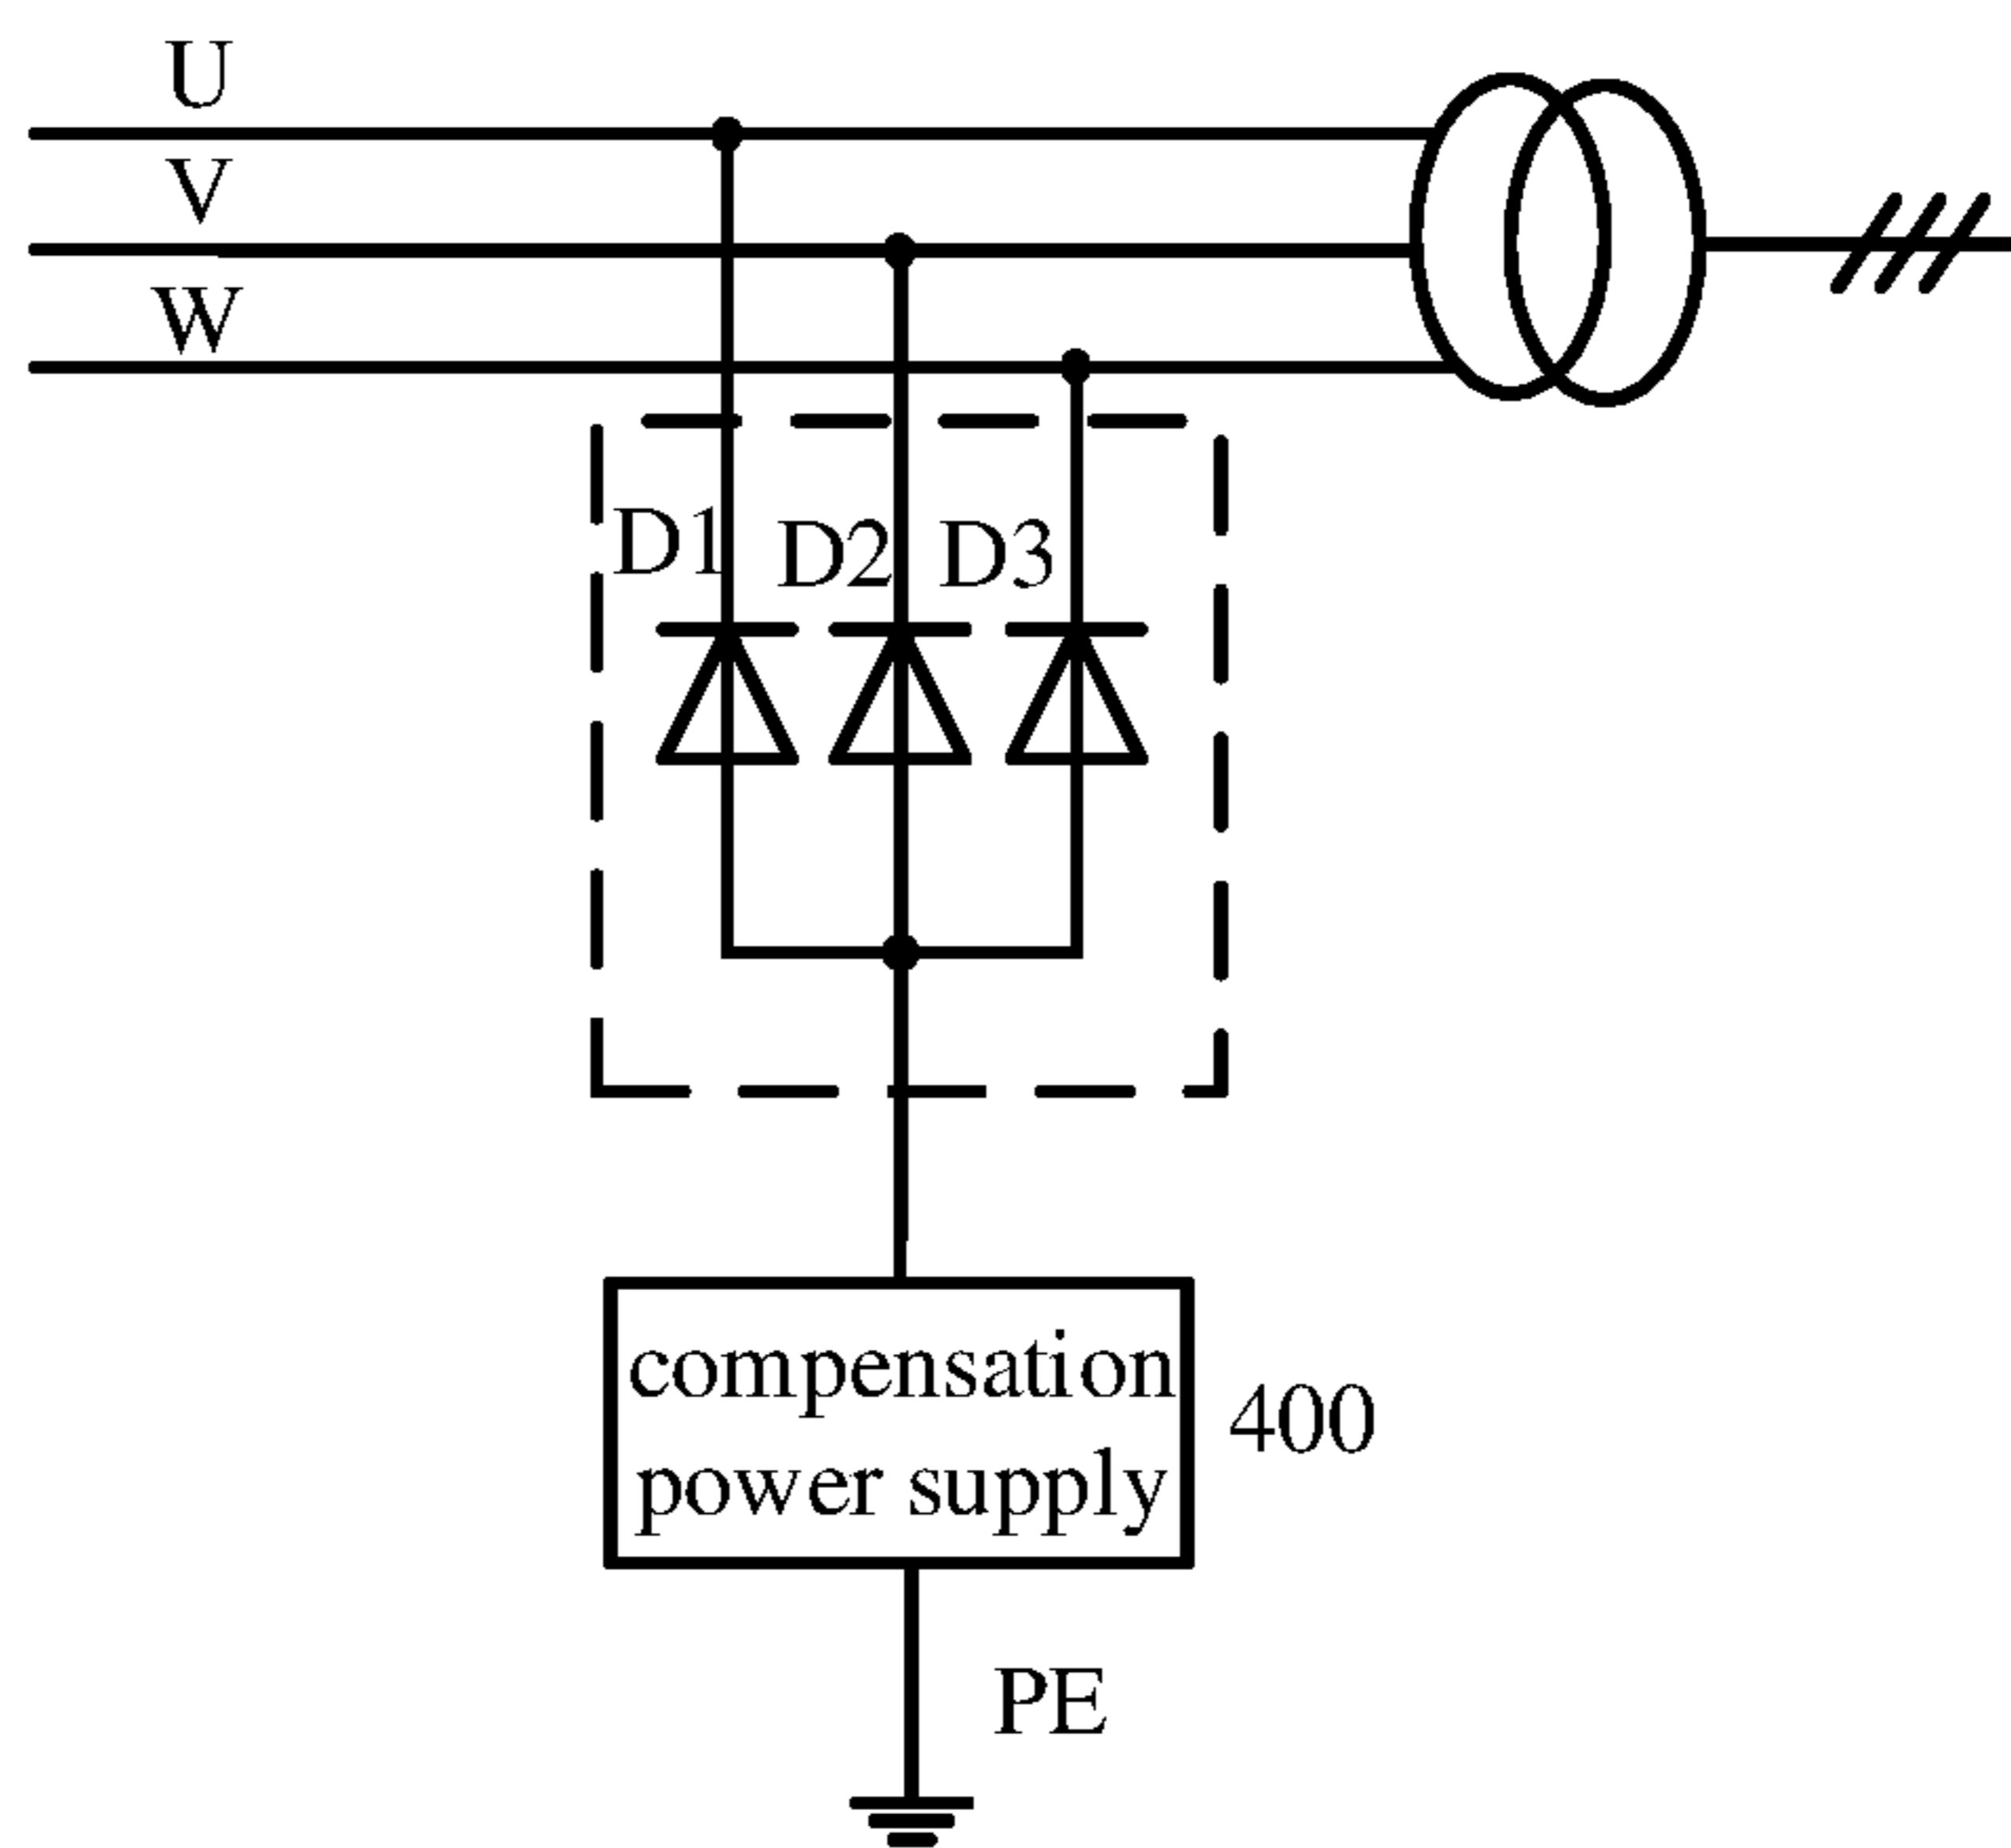 U
V
W
D1
D2
D3
compensation
power supply
400
PE